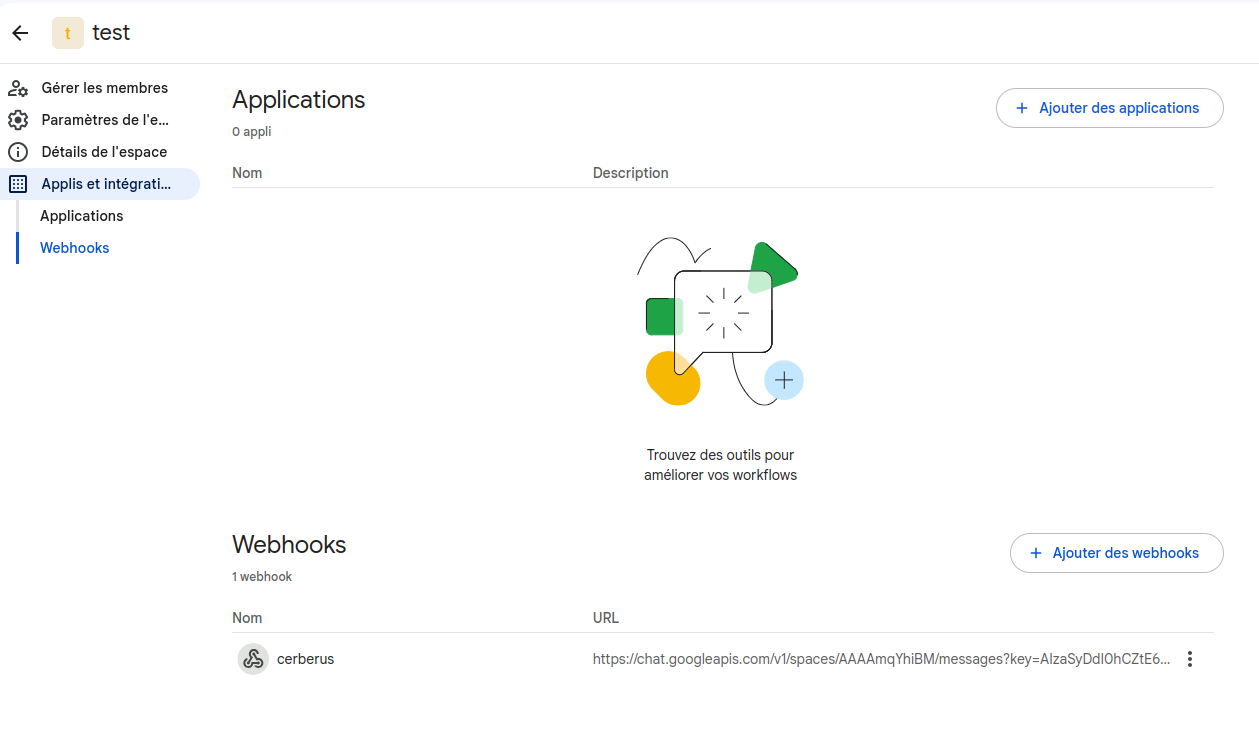 t test
Gérer les membres
Paramètres de l'e...
Détails de l'espace
Applis et intégrati...
Applications
Webhooks
Applications
0 appli
+ Ajouter des applications
Nom Description
Trouvez des outils pour
améliorer vos workflows
Webhooks
1 webhook
+ Ajouter des webhooks
Nom URL
cerberus https://chat.googleapis.com/v1/spaces/AAAAmqYhiBM/messages?key=AIzaSyDdI0hCZtE6...